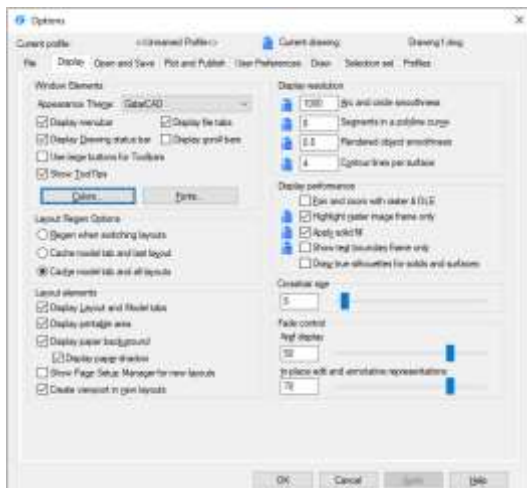 Options
Current profile: <<Unnamed Profile>> Current drawing: Drawing1.dwg
File Display Open and Save Plot and Publish User Preferences Draw Selection set Profiles
Window Elements
Appearance Theme:
Display menubar Display file tabs
Display Drawing status bar Display scroll bars
Use large buttons for Toolbars
Show ToolTips
Colors... Fonts...
Layout Regen Options
Regen when switching layouts
Cache model tab and last layout
Cache model tab and all layouts
Layout elements
Display Layout and Model tabs
Display printable area
Display paper background
Display paper shadow
Show Page Setup Manager for new layouts
Create viewport in new layouts
Display resolution
1000 Arc and circle smoothness
8 Segments in a polyline curve
0.5 Rendered object smoothness
4 Contour lines per surface
Display performance
Pan and zoom with raster & OLE
Highlight raster image frame only
Apply solid fill
Show text boundary frame only
Draw true silhouettes for solids and surfaces
Crosshair size
5
Fade control
Xref display
50
In-place edit and annotative representations
70
OK Cancel Apply Help